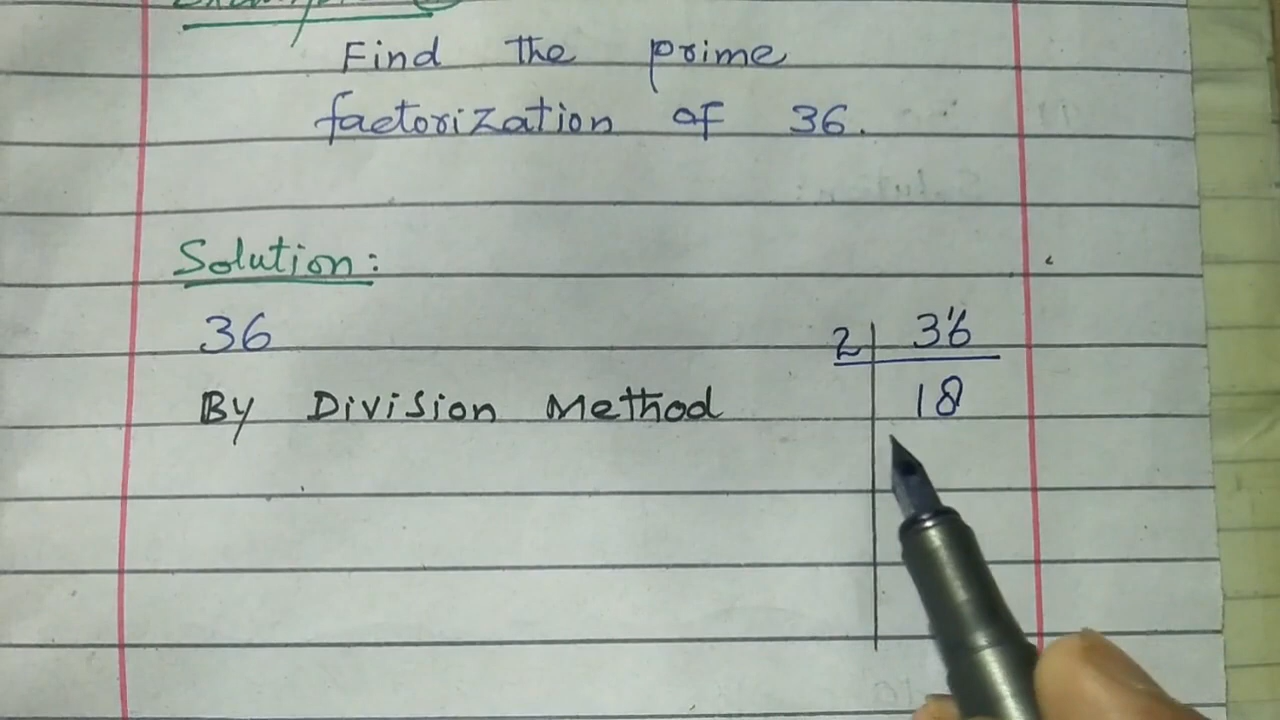 Find the prime
factorization of 36.
Solution:
36
2 36
By Division Method
18